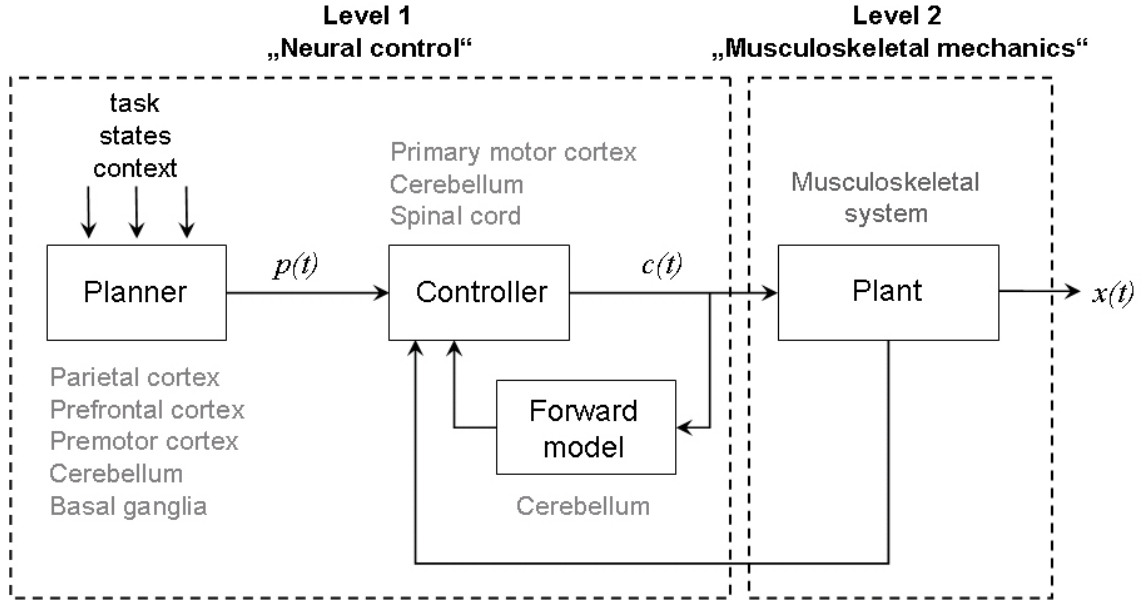 Level 1
„Neural control“
Level 2
„Musculoskeletal mechanics“
task
states
context
Primary motor cortex
Cerebellum
Spinal cord
Musculoskeletal
system
Planner
p(t)
Controller
c(t)
Plant
x(t)
Parietal cortex
Prefrontal cortex
Premotor cortex
Cerebellum
Basal ganglia
Forward
model
Cerebellum